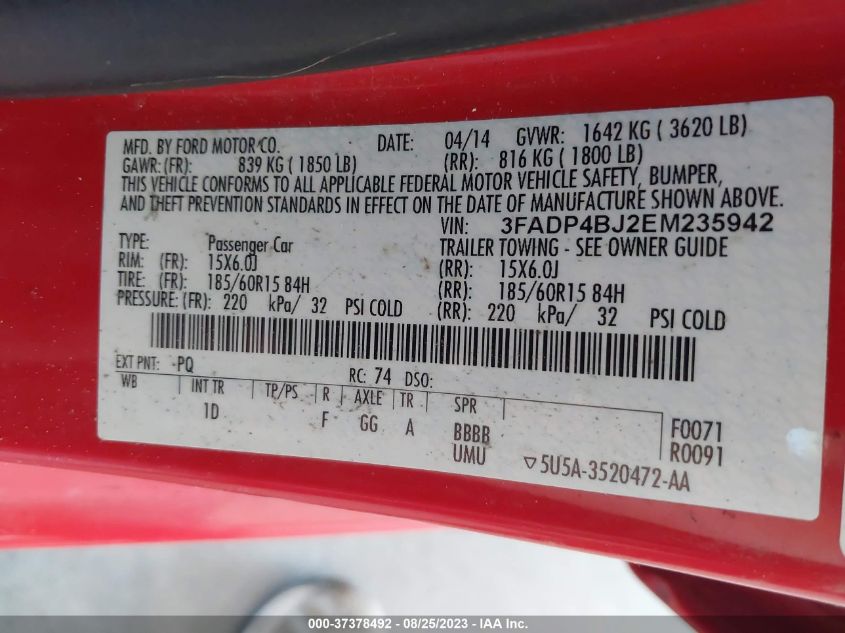 MFD. BY FORD MOTOR CO. DATE: 04/14 GVWR: 1642 KG ( 3620 LB)
GAWR:(FR): 839 KG ( 1850 LB) (RR): 816 KG ( 1800 LB)
THIS VEHICLE CONFORMS TO ALL APPLICABLE FEDERAL MOTOR VEHICLE SAFETY, BUMPER,
AND THEFT PREVENTION STANDARDS IN EFFECT ON THE DATE OF MANUFACTURE SHOWN ABOVE.
VIN: 3FADP4BJ2EM235942
TYPE: Passenger Car TRAILER TOWING - SEE OWNER GUIDE
RIM: (FR): 15X6.0J (RR): 15X6.0J
TIRE: (FR): 185/60R15 84H (RR): 185/60R15 84H
PRESSURE: (FR): 220 kPa/ 32 PSI COLD (RR): 220 kPa/ 32 PSI COLD
EXT PNT: PQ RC: 74 DSO:
WB INT TR TP/PS R AXLE TR SPR
1D F GG A BBBB F0071
UMU R0091
▽5U5A-3520472-AA
000-37378492 - 08/25/2023 - IAA Inc.